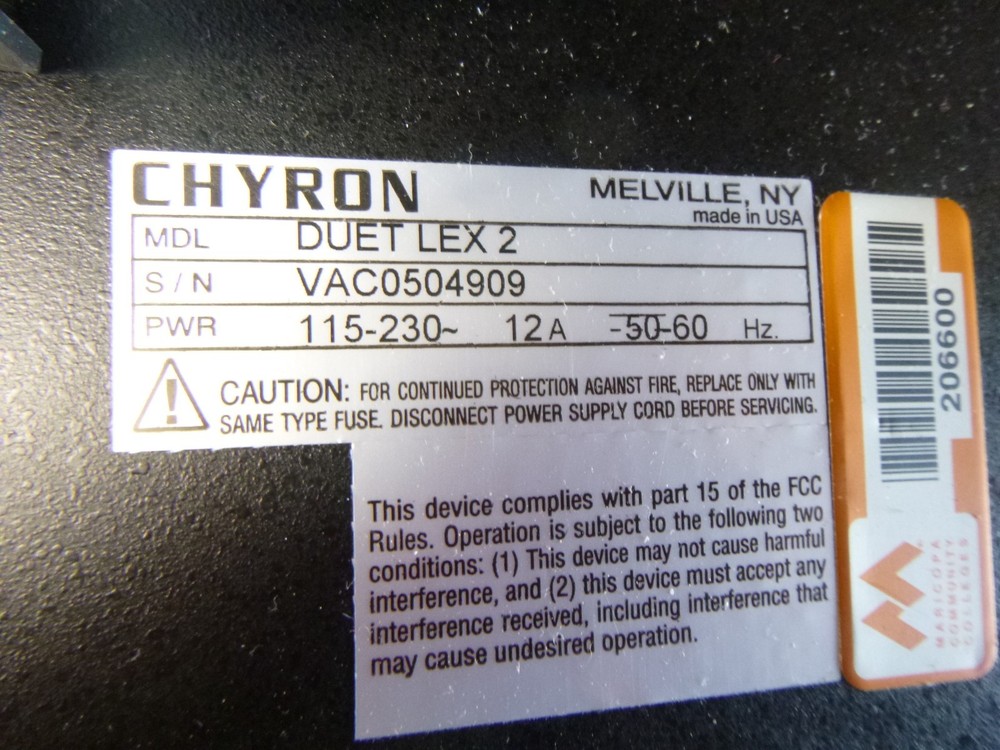 CHYRON
MELVILLE, NY
made in USA
MDL DUET LEX 2
S/N VAC0504909
PWR 115-230~ 12A -50-60 Hz.
CAUTION: FOR CONTINUED PROTECTION AGAINST FIRE, REPLACE ONLY WITH
SAME TYPE FUSE. DISCONNECT POWER SUPPLY CORD BEFORE SERVICING.
This device complies with part 15 of the FCC
Rules. Operation is subject to the following two
conditions: (1) This device may not cause harmful
interference, and (2) this device must accept any
interference received, including interference that
may cause undesired operation.
206600
MARICOPA
COMMUNITY
COLLEGES